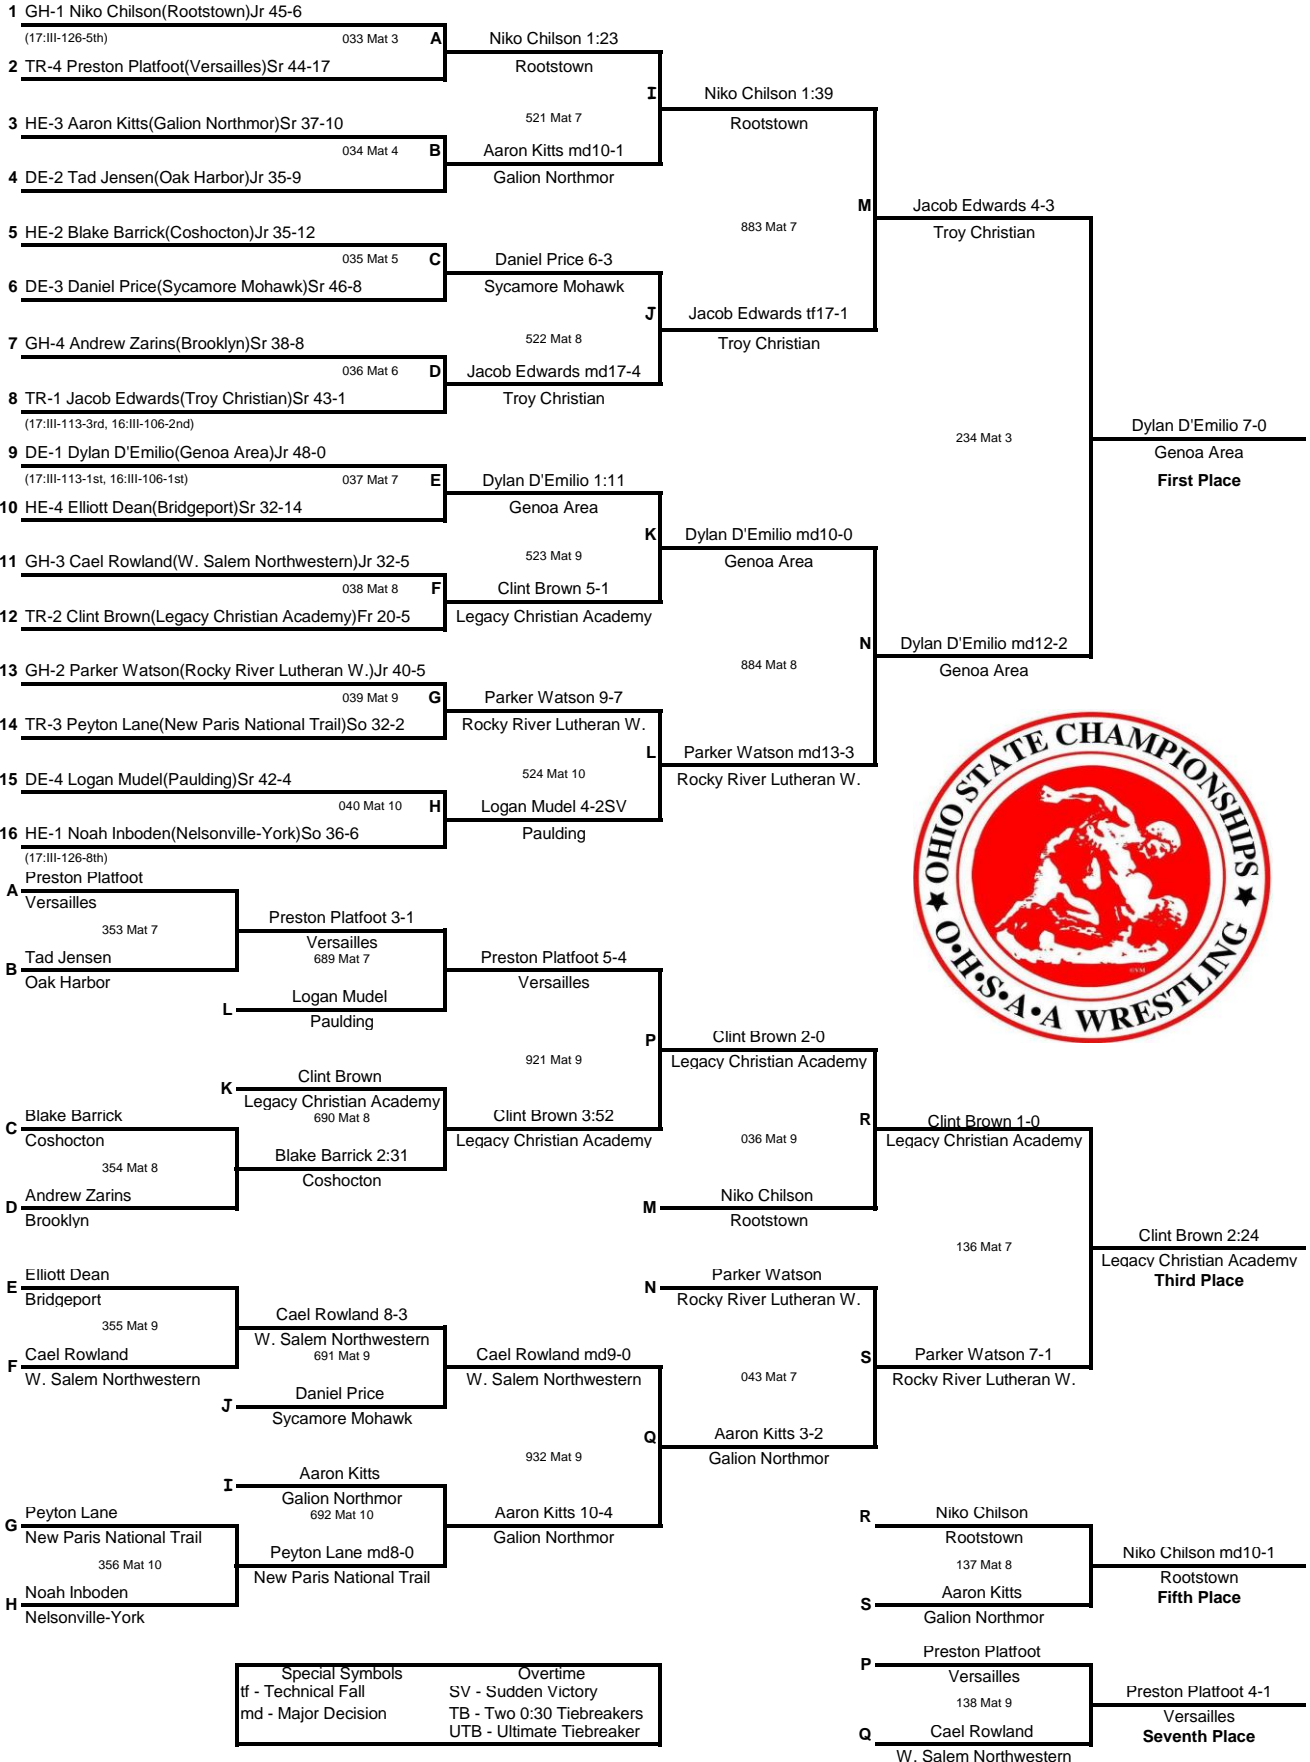 1 GH-1 Niko Chilson(Rootstown)Jr 45-6
(17:III-126-5th)
033 Mat 3 A
2 TR-4 Preston Platfoot(Versailles)Sr 44-17
Niko Chilson 1:23
Rootstown
3 HE-3 Aaron Kitts(Galion Northmor)Sr 37-10
034 Mat 4 B
4 DE-2 Tad Jensen(Oak Harbor)Jr 35-9
Aaron Kitts md10-1
Galion Northmor
I
521 Mat 7
Niko Chilson 1:39
Rootstown
5 HE-2 Blake Barrick(Coshocton)Jr 35-12
035 Mat 5 C
6 DE-3 Daniel Price(Sycamore Mohawk)Sr 46-8
Daniel Price 6-3
Sycamore Mohawk
7 GH-4 Andrew Zarins(Brooklyn)Sr 38-8
036 Mat 6 D
8 TR-1 Jacob Edwards(Troy Christian)Sr 43-1
(17:III-113-3rd, 16:III-106-2nd)
Jacob Edwards md17-4
Troy Christian
J
522 Mat 8
Jacob Edwards tf17-1
Troy Christian
M
883 Mat 7
Jacob Edwards 4-3
Troy Christian
9 DE-1 Dylan D'Emilio(Genoa Area)Jr 48-0
(17:III-113-1st, 16:III-106-1st)
037 Mat 7 E
10 HE-4 Elliott Dean(Bridgeport)Sr 32-14
Dylan D'Emilio 1:11
Genoa Area
11 GH-3 Cael Rowland(W. Salem Northwestern)Jr 32-5
038 Mat 8 F
12 TR-2 Clint Brown(Legacy Christian Academy)Fr 20-5
Clint Brown 5-1
Legacy Christian Academy
K
523 Mat 9
Dylan D'Emilio md10-0
Genoa Area
13 GH-2 Parker Watson(Rocky River Lutheran W.)Jr 40-5
039 Mat 9 G
14 TR-3 Peyton Lane(New Paris National Trail)So 32-2
Parker Watson 9-7
Rocky River Lutheran W.
15 DE-4 Logan Mudel(Paulding)Sr 42-4
040 Mat 10 H
16 HE-1 Noah Inboden(Nelsonville-York)So 36-6
(17:III-126-8th)
Logan Mudel 4-2SV
Paulding
L
524 Mat 10
Parker Watson md13-3
Rocky River Lutheran W.
N
884 Mat 8
Dylan D'Emilio md12-2
Genoa Area
234 Mat 3
Dylan D'Emilio 7-0
Genoa Area
First Place
OHIO STATE CHAMPIONSHIPS
O•H•S•A•A WRESTLING
A Preston Platfoot
Versailles
353 Mat 7
B Tad Jensen
Oak Harbor
Preston Platfoot 3-1
Versailles
689 Mat 7
L Logan Mudel
Paulding
Preston Platfoot 5-4
Versailles
K Clint Brown
Legacy Christian Academy
690 Mat 8
C Blake Barrick
Coshocton
354 Mat 8
D Andrew Zarins
Brooklyn
Blake Barrick 2:31
Coshocton
Clint Brown 3:52
Legacy Christian Academy
P
921 Mat 9
Clint Brown 2-0
Legacy Christian Academy
036 Mat 9
M Niko Chilson
Rootstown
R
Clint Brown 1-0
Legacy Christian Academy
E Elliott Dean
Bridgeport
355 Mat 9
F Cael Rowland
W. Salem Northwestern
Cael Rowland 8-3
W. Salem Northwestern
691 Mat 9
J Daniel Price
Sycamore Mohawk
Cael Rowland md9-0
W. Salem Northwestern
I Aaron Kitts
Galion Northmor
692 Mat 10
G Peyton Lane
New Paris National Trail
356 Mat 10
H Noah Inboden
Nelsonville-York
Peyton Lane md8-0
New Paris National Trail
Aaron Kitts 10-4
Galion Northmor
Q
932 Mat 9
N Parker Watson
Rocky River Lutheran W.
043 Mat 7
Aaron Kitts 3-2
Galion Northmor
S
Parker Watson 7-1
Rocky River Lutheran W.
136 Mat 7
Clint Brown 2:24
Legacy Christian Academy
Third Place
R Niko Chilson
Rootstown
137 Mat 8
S Aaron Kitts
Galion Northmor
Niko Chilson md10-1
Rootstown
Fifth Place
P Preston Platfoot
Versailles
138 Mat 9
Q Cael Rowland
W. Salem Northwestern
Preston Platfoot 4-1
Versailles
Seventh Place
Special Symbols Overtime
tf - Technical Fall SV - Sudden Victory
md - Major Decision TB - Two 0:30 Tiebreakers
UTB - Ultimate Tiebreaker